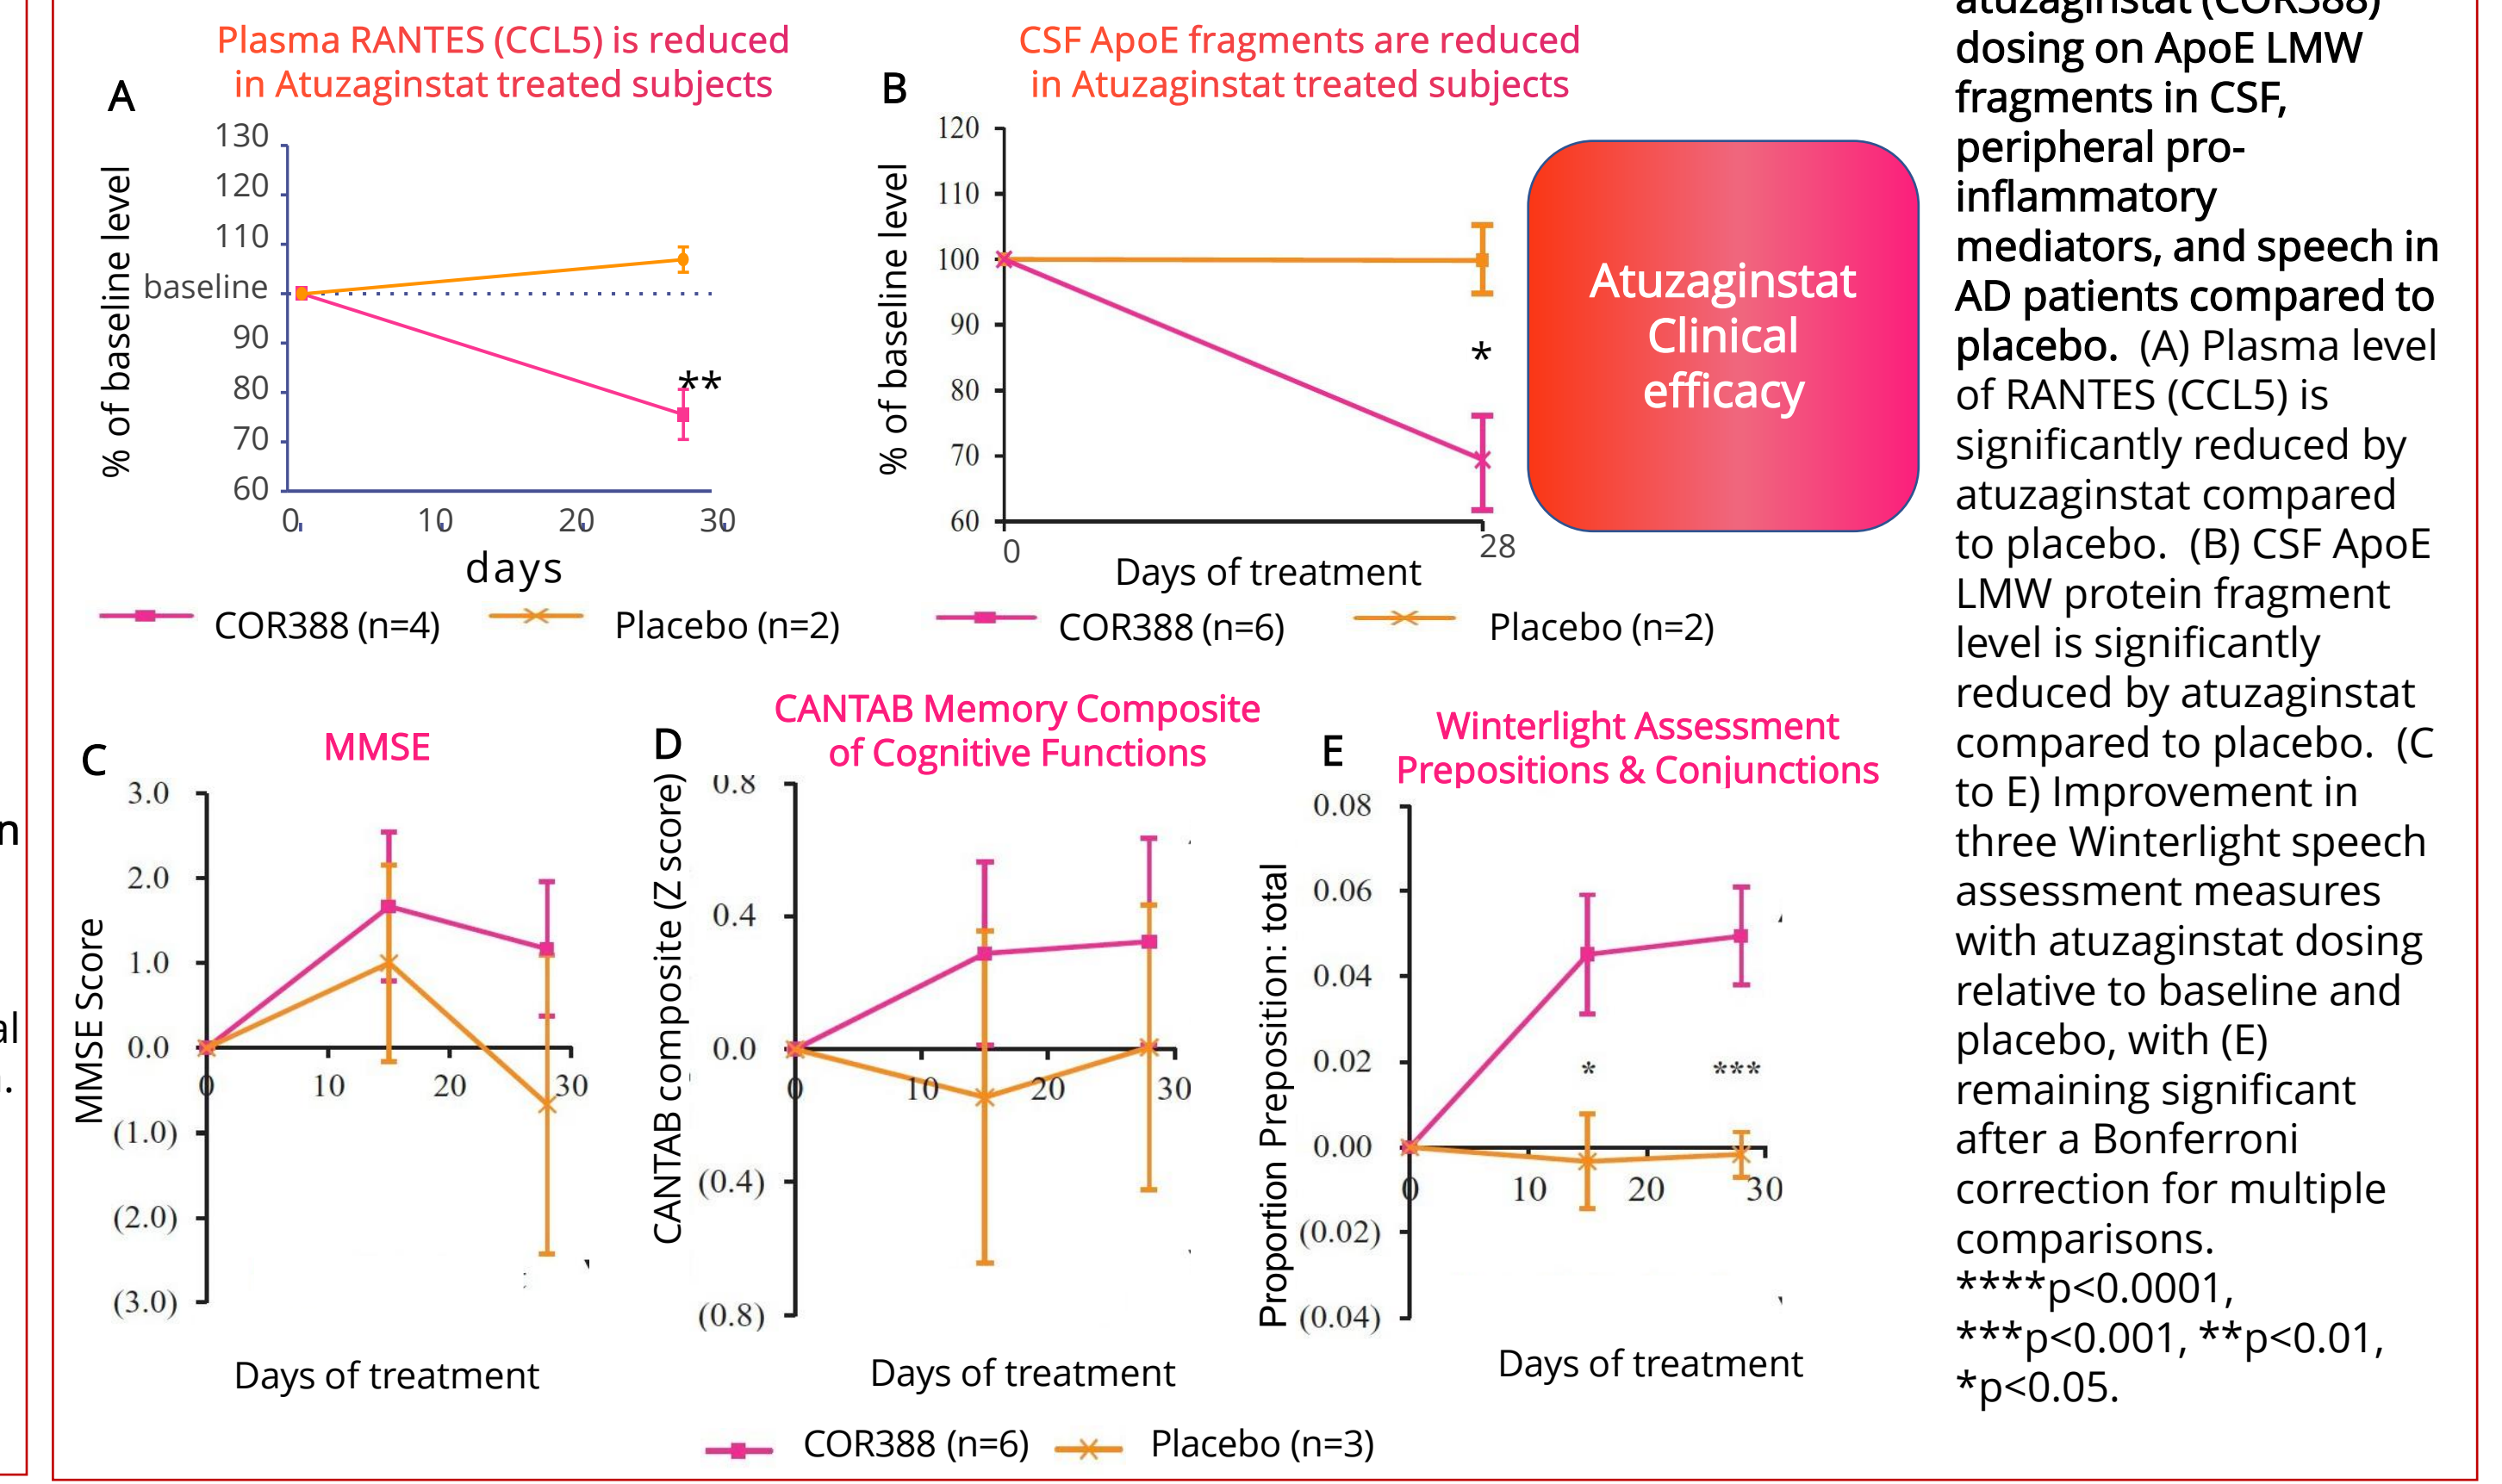 Plasma RANTES (CCL5) is reduced
in Atuzaginstat treated subjects
A
130
120
110
baseline
90
80
70
60
% of baseline level
**
0
10
20
30
days
COR388 (n=4)
Placebo (n=2)
CSF ApoE fragments are reduced
in Atuzaginstat treated subjects
B
120
110
100
90
80
70
60
% of baseline level
*
0
28
Days of treatment
COR388 (n=6)
Placebo (n=2)
Atuzaginstat
Clinical
efficacy
C
MMSE
3.0
2.0
1.0
0.0
(1.0)
(2.0)
(3.0)
MMSE Score
0
10
20
30
Days of treatment
D
CANTAB Memory Composite
of Cognitive Functions
0.8
0.4
0.0
(0.4)
(0.8)
CANTAB composite (Z score)
0
10
20
30
Days of treatment
E
Winterlight Assessment
Prepositions & Conjunctions
0.08
0.06
0.04
0.02
0.00
(0.02)
(0.04)
Proportion Preposition: total
*
***
0
10
20
30
Days of treatment
COR388 (n=6)
Placebo (n=3)
atuzaginstat (COR388)
dosing on ApoE LMW
fragments in CSF,
peripheral pro-
inflammatory
mediators, and speech in
AD patients compared to
placebo. (A) Plasma level
of RANTES (CCL5) is
significantly reduced by
atuzaginstat compared
to placebo. (B) CSF ApoE
LMW protein fragment
level is significantly
reduced by atuzaginstat
compared to placebo. (C
to E) Improvement in
three Winterlight speech
assessment measures
with atuzaginstat dosing
relative to baseline and
placebo, with (E)
remaining significant
after a Bonferroni
correction for multiple
comparisons.
****p<0.0001,
***p<0.001, **p<0.01,
*p<0.05.